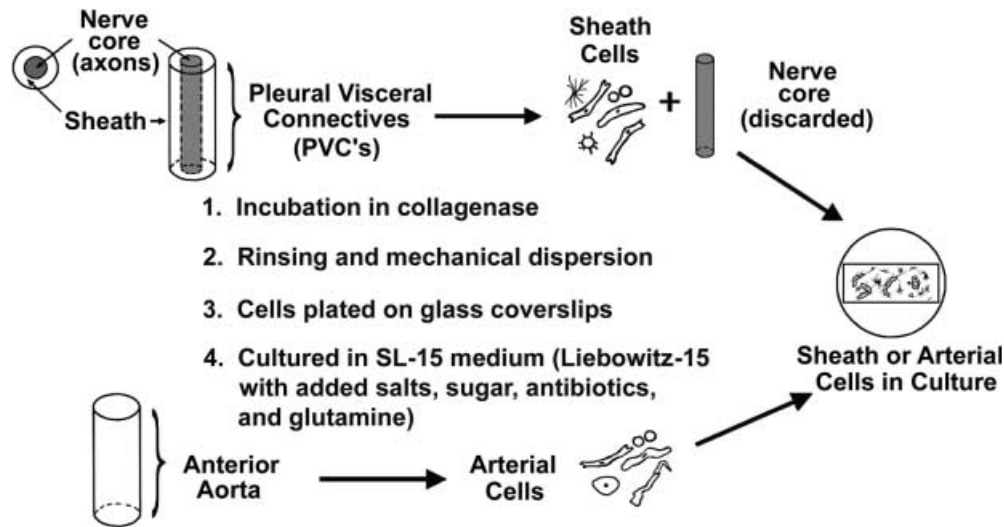 Nerve
core
(axons)
Sheath
Pleural Visceral
Connectives
(PVC's)
Sheath
Cells
+
Nerve
core
(discarded)
1. Incubation in collagenase
2. Rinsing and mechanical dispersion
3. Cells plated on glass coverslips
4. Cultured in SL-15 medium (Liebowitz-15
with added salts, sugar, antibiotics,
and glutamine)
Sheath or Arterial
Cells in Culture
Anterior
Aorta
Arterial
Cells